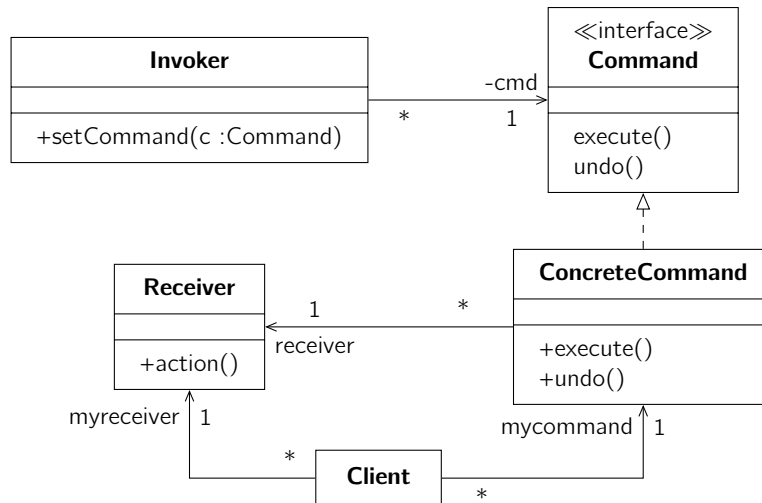 ≪interface≫
Command
execute()
undo()
Invoker
+setCommand(c :Command)
-cmd
*
1
ConcreteCommand
+execute()
+undo()
Receiver
+action()
1
*
receiver
myreceiver
1
*
Client
mycommand
1
*